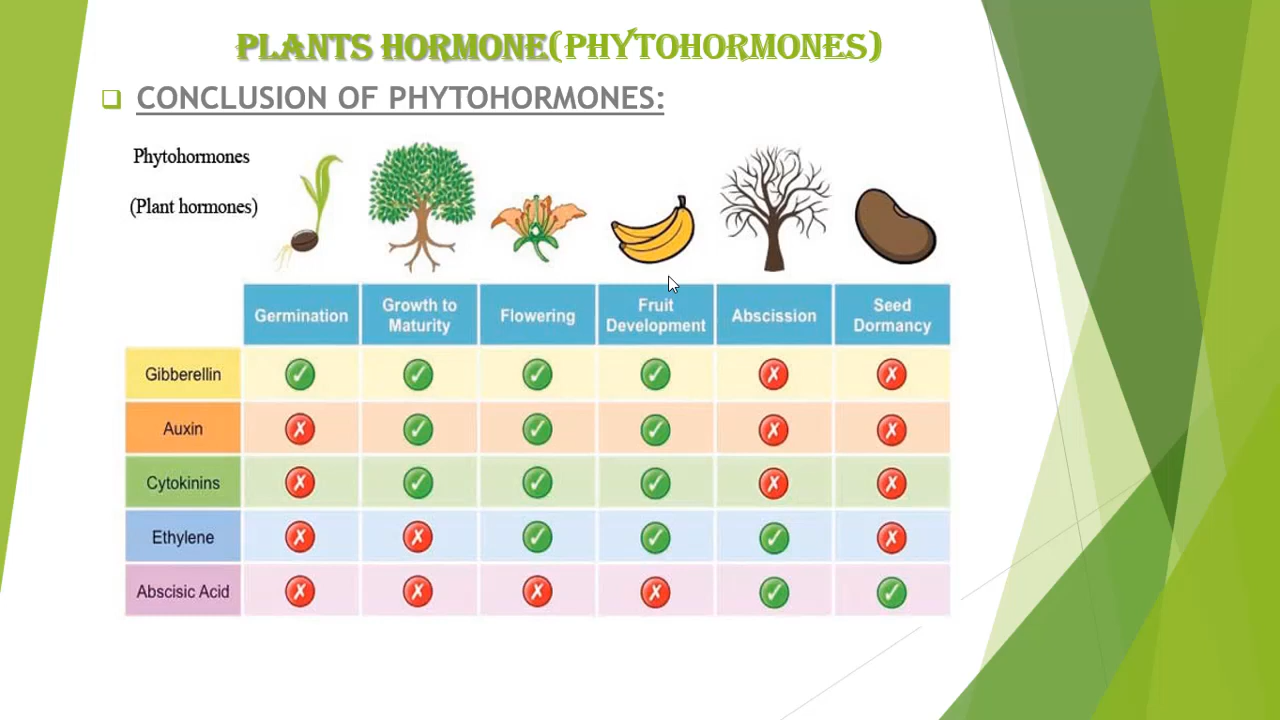 PLANTS HORMONE(PHYTOHORMONES)
CONCLUSION OF PHYTOHORMONES:
Phytohormones
(Plant hormones)
Germination
Growth to
Maturity
Flowering
Fruit
Development
Abscission
Seed
Dormancy
Gibberellin
Auxin
Cytokinins
Ethylene
Abscisic Acid